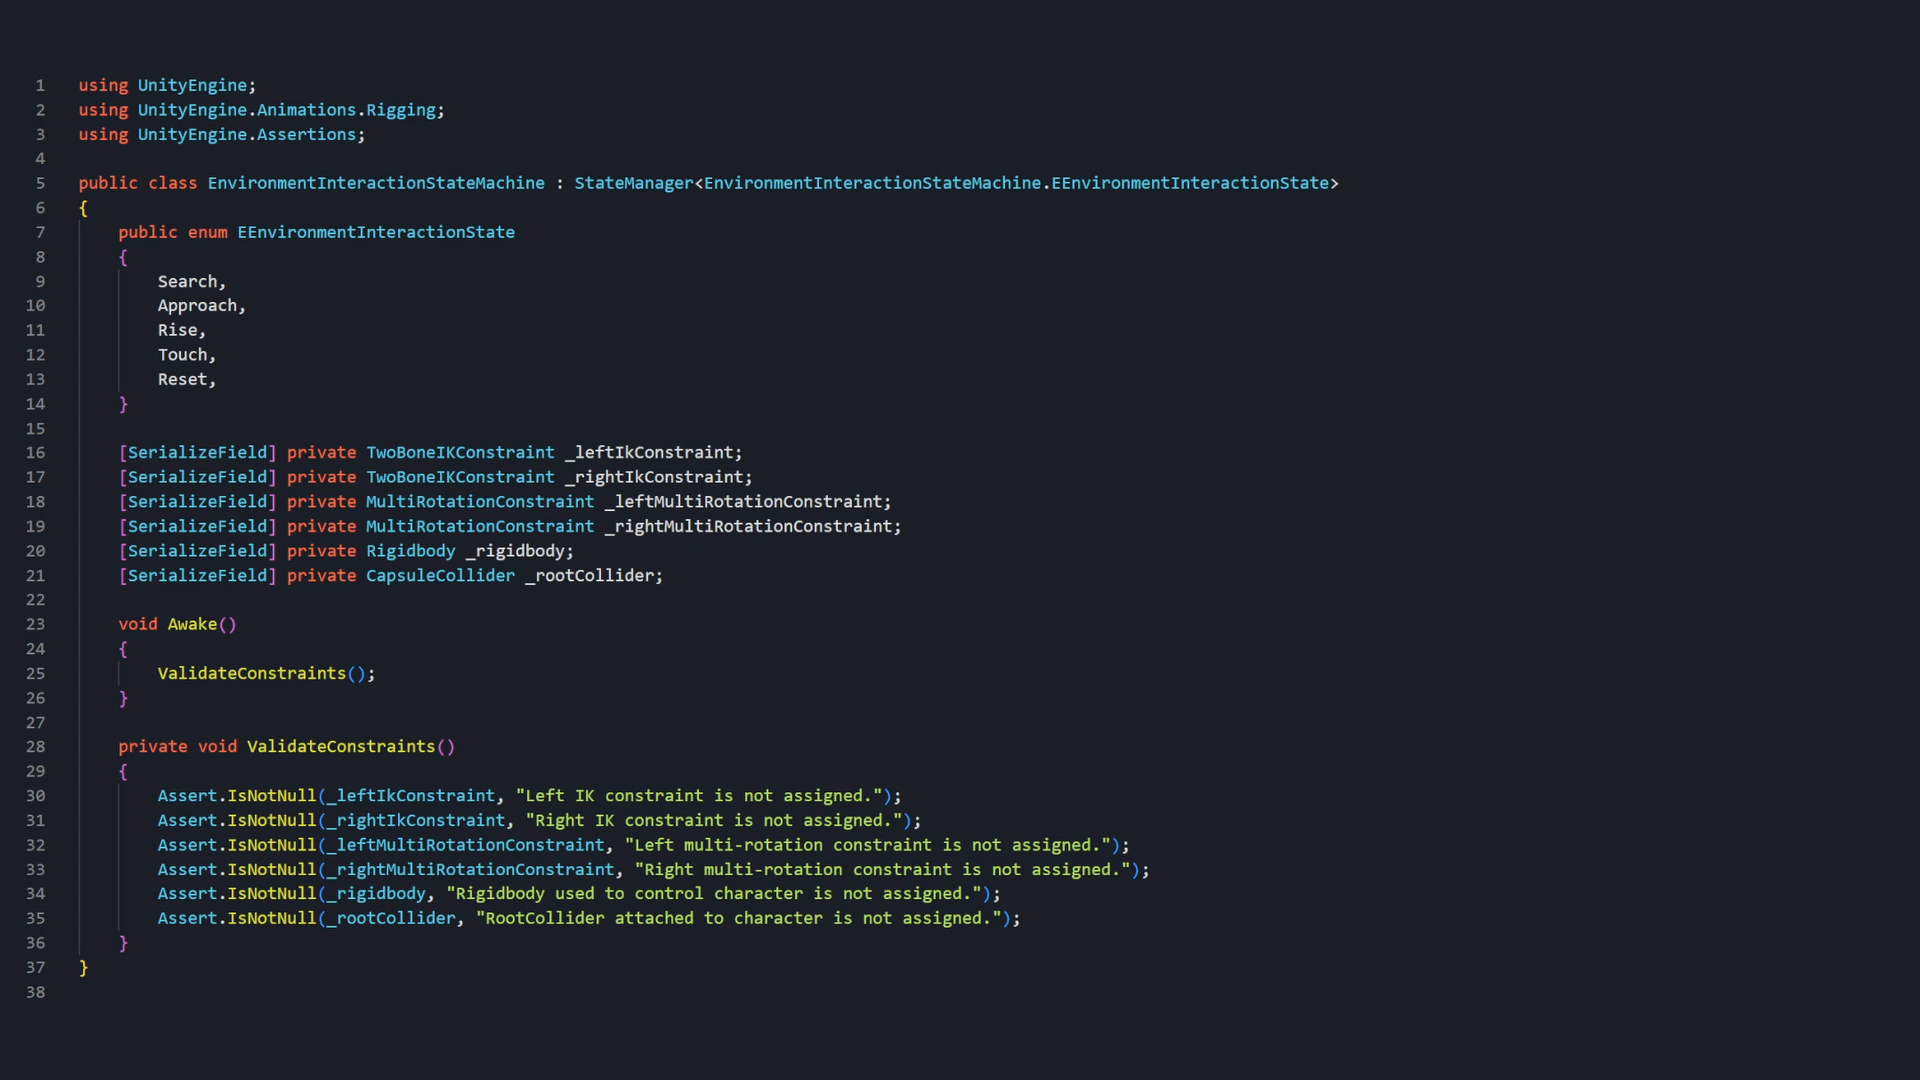 1 using UnityEngine;
2 using UnityEngine.Animations.Rigging;
3 using UnityEngine.Assertions;
4
5 public class EnvironmentInteractionStateMachine : StateManager<EnvironmentInteractionStateMachine.EEnvironmentInteractionState>
6 {
7     public enum EEnvironmentInteractionState
8     {
9         Search,
10         Approach,
11         Rise,
12         Touch,
13         Reset,
14     }
15
16     [SerializeField] private TwoBoneIKConstraint _leftIkConstraint;
17     [SerializeField] private TwoBoneIKConstraint _rightIkConstraint;
18     [SerializeField] private MultiRotationConstraint _leftMultiRotationConstraint;
19     [SerializeField] private MultiRotationConstraint _rightMultiRotationConstraint;
20     [SerializeField] private Rigidbody _rigidbody;
21     [SerializeField] private CapsuleCollider _rootCollider;
22
23     void Awake()
24     {
25         ValidateConstraints();
26     }
27
28     private void ValidateConstraints()
29     {
30         Assert.IsNotNull(_leftIkConstraint, "Left IK constraint is not assigned.");
31         Assert.IsNotNull(_rightIkConstraint, "Right IK constraint is not assigned.");
32         Assert.IsNotNull(_leftMultiRotationConstraint, "Left multi-rotation constraint is not assigned.");
33         Assert.IsNotNull(_rightMultiRotationConstraint, "Right multi-rotation constraint is not assigned.");
34         Assert.IsNotNull(_rigidbody, "Rigidbody used to control character is not assigned.");
35         Assert.IsNotNull(_rootCollider, "RootCollider attached to character is not assigned.");
36     }
37 }
38